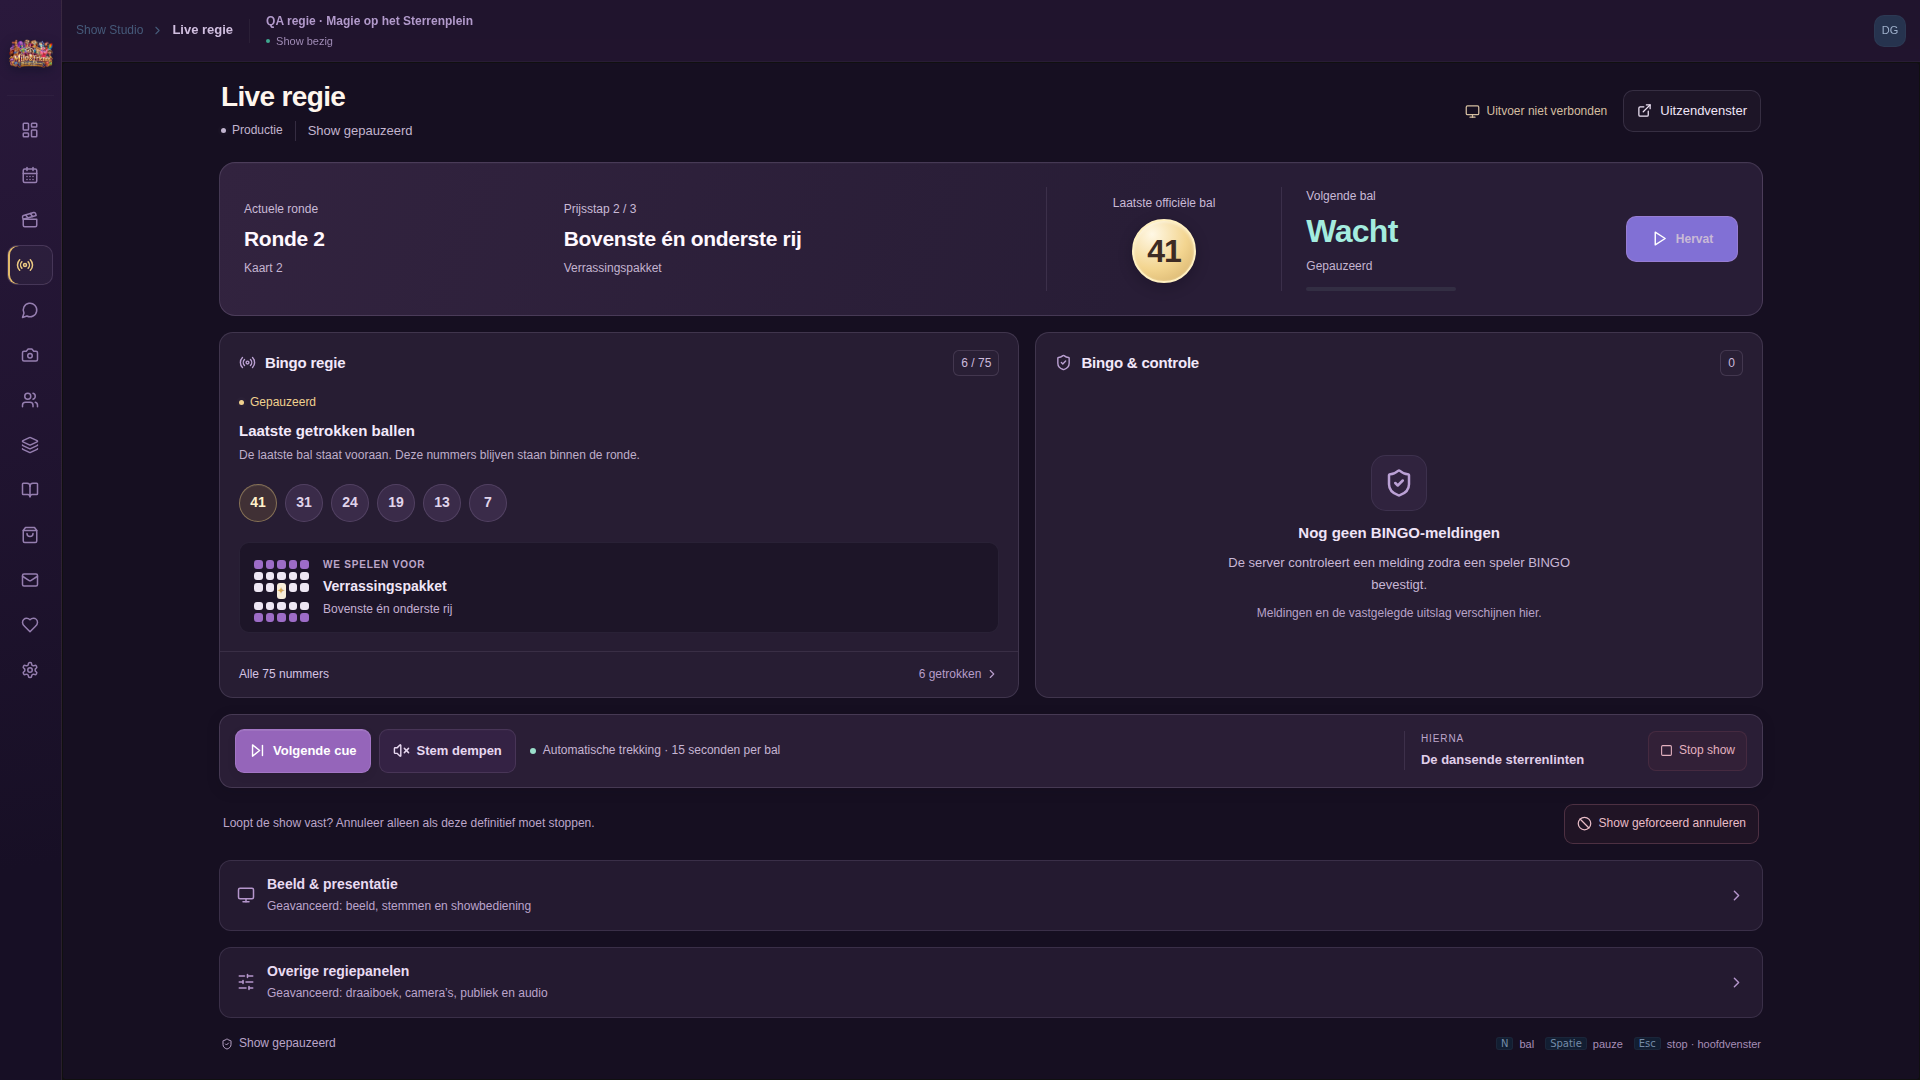 Show Studio
Live regie
QA regie · Magie op het Sterrenplein
Show bezig
DG
Live regie
Productie
Show gepauzeerd
Uitvoer niet verbonden
Uitzendvenster
Actuele ronde
Ronde 2
Kaart 2
Prijsstap 2 / 3
Bovenste én onderste rij
Verrassingspakket
Laatste officiële bal
41
Volgende bal
Wacht
Gepauzeerd
Hervat
Bingo regie
6 / 75
Gepauzeerd
Laatste getrokken ballen
De laatste bal staat vooraan. Deze nummers blijven staan binnen de ronde.
41 31 24 19 13 7
WE SPELEN VOOR
Verrassingspakket
Bovenste én onderste rij
Alle 75 nummers
6 getrokken
Bingo & controle
0
Nog geen BINGO-meldingen
De server controleert een melding zodra een speler BINGO
bevestigt.
Meldingen en de vastgelegde uitslag verschijnen hier.
Volgende cue
Stem dempen
Automatische trekking · 15 seconden per bal
HIERNA
De dansende sterrenlinten
Stop show
Loopt de show vast? Annuleer alleen als deze definitief moet stoppen.
Show geforceerd annuleren
Beeld & presentatie
Geavanceerd: beeld, stemmen en showbediening
Overige regiepanelen
Geavanceerd: draaiboek, camera's, publiek en audio
Show gepauzeerd
N bal Spatie pauze Esc stop · hoofdvenster